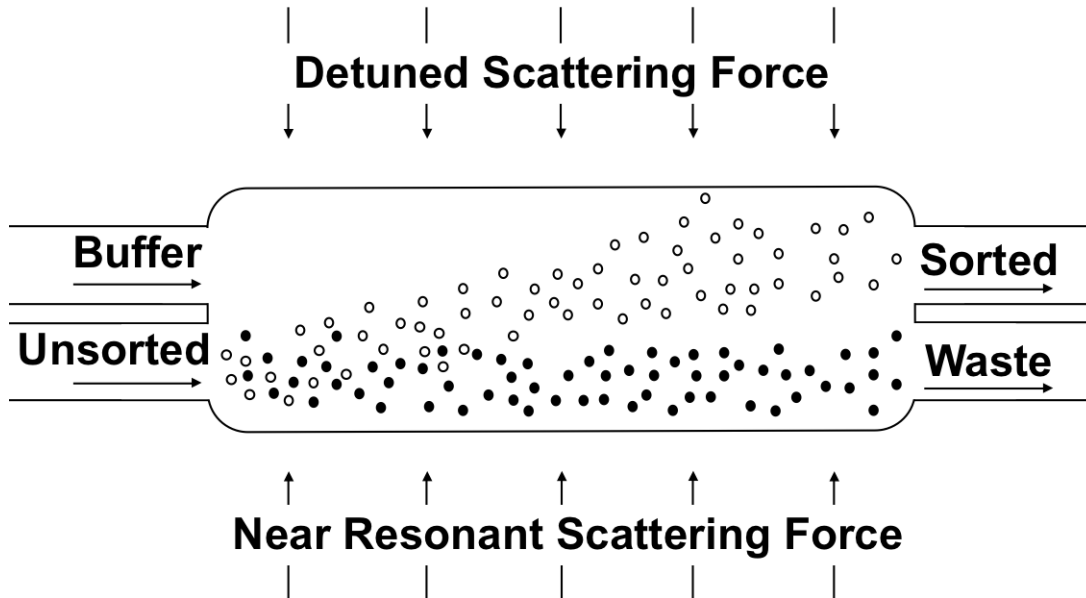 Detuned Scattering Force
Buffer
Sorted
Unsorted
Waste
Near Resonant Scattering Force